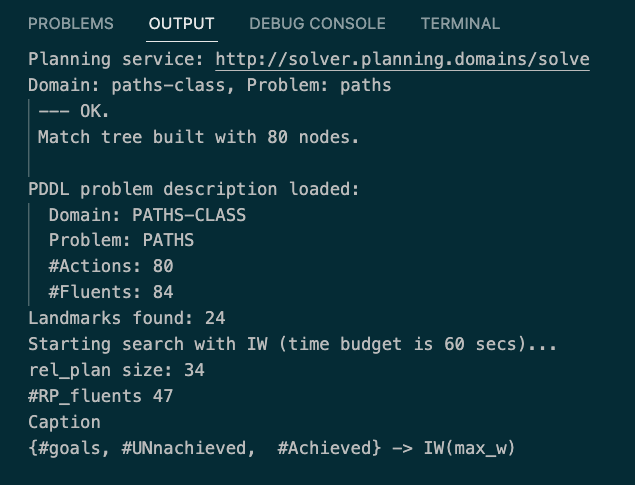 PROBLEMS OUTPUT DEBUG CONSOLE TERMINAL
Planning service: http://solver.planning.domains/solve
Domain: paths-class, Problem: paths
--- OK.
Match tree built with 80 nodes.
PDDL problem description loaded:
Domain: PATHS-CLASS
Problem: PATHS
#Actions: 80
#Fluents: 84
Landmarks found: 24
Starting search with IW (time budget is 60 secs)...
rel_plan size: 34
#RP_fluents 47
Caption
{#goals, #UNnachieved,  #Achieved} -> IW(max_w)